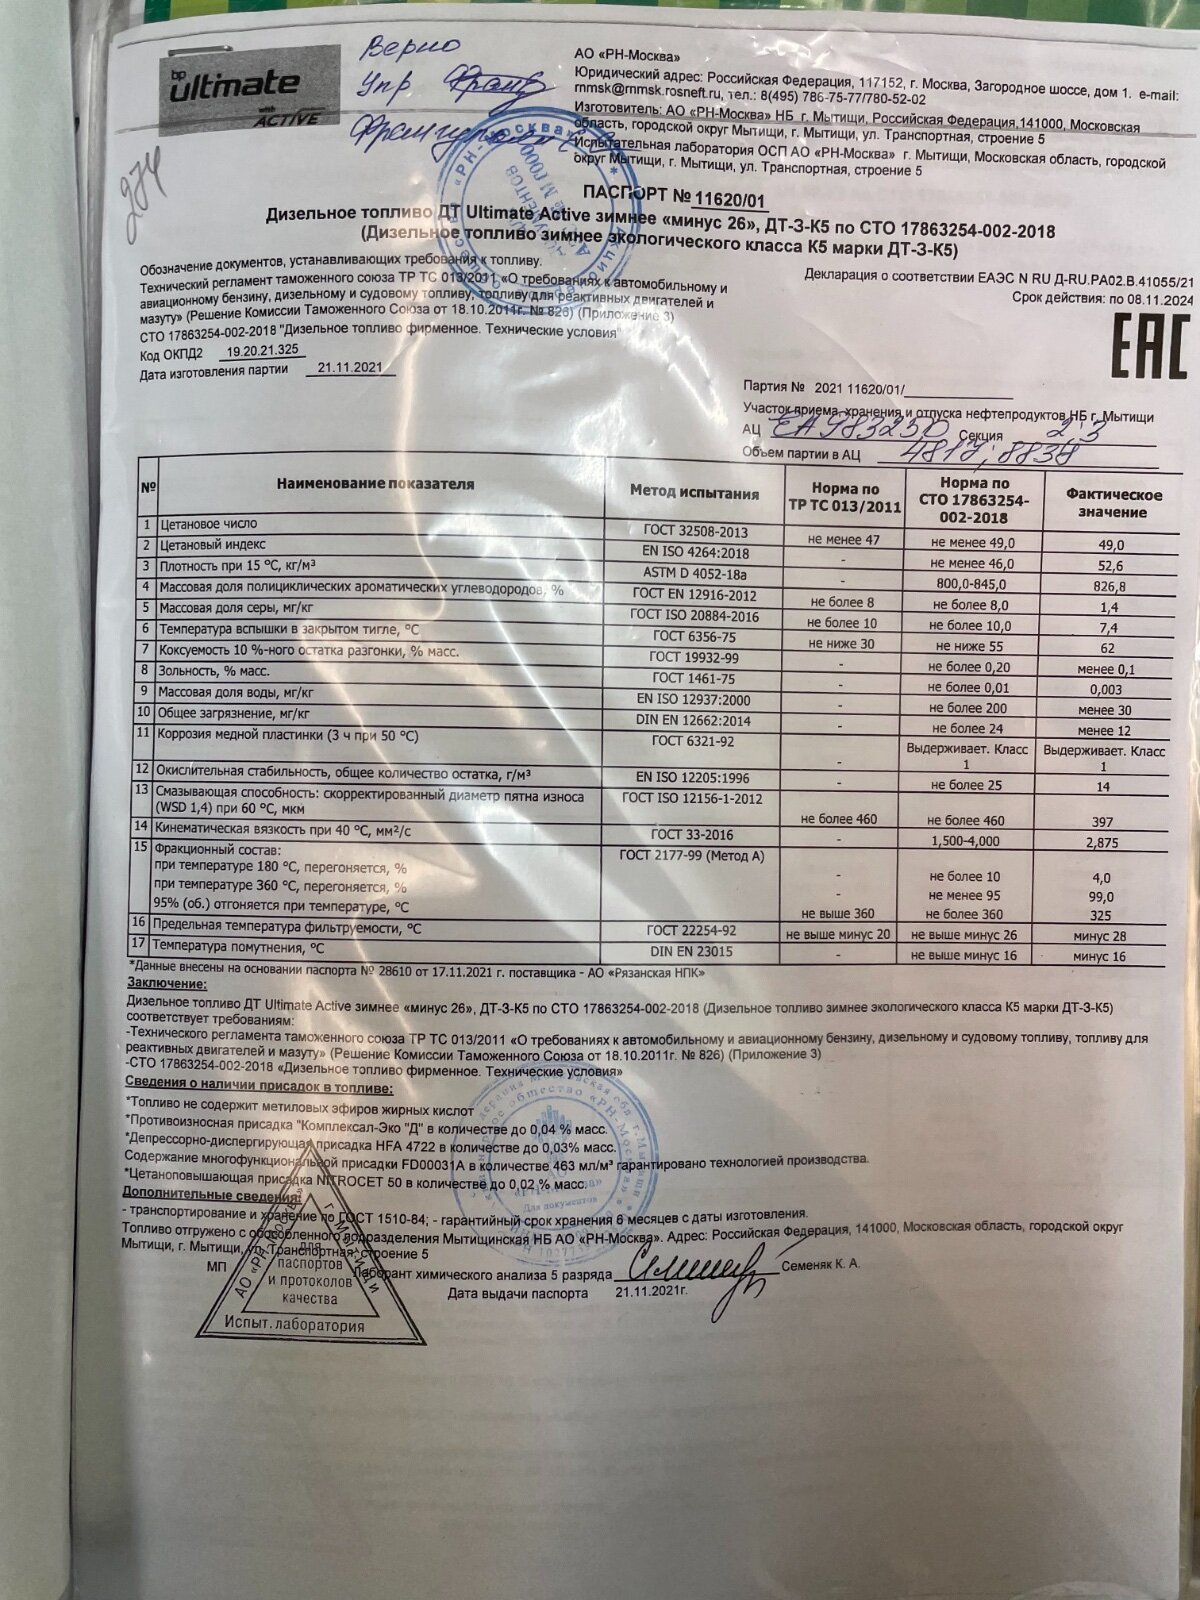 bp
ultimate
with
ACTIVE
Верно
Упр
274
АО «РН-Москва»
Юридический адрес: Российская Федерация, 117152, г. Москва, Загородное шоссе, дом 1. e-mail:
rnmsk@rnmsk.rosneft.ru, тел.: 8(495) 786-75-77/780-52-02
Изготовитель: АО «РН-Москва» НБ г. Мытищи, Российская Федерация,141000, Московская
область, городской округ Мытищи, г. Мытищи, ул. Транспортная, строение 5
Испытательная лаборатория ОСП АО «РН-Москва» г. Мытищи, Московская область, городской
округ Мытищи, г. Мытищи, ул. Транспортная, строение 5
ПАСПОРТ № 11620/01
Дизельное топливо ДТ Ultimate Active зимнее «минус 26», ДТ-З-К5 по СТО 17863254-002-2018
(Дизельное топливо зимнее экологического класса К5 марки ДТ-З-К5)
Обозначение документов, устанавливающих требования к топливу.
Технический регламент таможенного союза ТР ТС 013/2011 «О требованиях к автомобильному и
авиационному бензину, дизельному и судовому топливу, топливу для реактивных двигателей и
мазуту» (Решение Комиссии Таможенного Союза от 18.10.2011г. № 826) (Приложение 3)
СТО 17863254-002-2018 "Дизельное топливо фирменное. Технические условия"
Код ОКПД2 19.20.21.325
Дата изготовления партии 21.11.2021
Декларация о соответствии ЕАЭС N RU Д-RU.РА02.В.41055/21
Срок действия: по 08.11.2024
EAC
Партия № 2021 11620/01/
Участок приема, хранения и отпуска нефтепродуктов НБ г. Мытищи
АЦ ЕА983250 Секция 2,3
Объем партии в АЦ 4817; 8838
№ Наименование показателя Метод испытания Норма по ТР ТС 013/2011 Норма по СТО 17863254-002-2018 Фактическое значение
1 Цетановое число ГОСТ 32508-2013 не менее 47 не менее 49,0 49,0
2 Цетановый индекс EN ISO 4264:2018 - не менее 46,0 52,6
3 Плотность при 15 °С, кг/м³ ASTM D 4052-18a - 800,0-845,0 826,8
4 Массовая доля полициклических ароматических углеводородов, % ГОСТ EN 12916-2012 не более 8 не более 8,0 1,4
5 Массовая доля серы, мг/кг ГОСТ ISO 20884-2016 не более 10 не более 10,0 7,4
6 Температура вспышки в закрытом тигле, °С ГОСТ 6356-75 не ниже 30 не ниже 55 62
7 Коксуемость 10 %-ного остатка разгонки, % масс. ГОСТ 19932-99 - не более 0,20 менее 0,1
8 Зольность, % масс. ГОСТ 1461-75 - не более 0,01 0,003
9 Массовая доля воды, мг/кг EN ISO 12937:2000 - не более 200 менее 30
10 Общее загрязнение, мг/кг DIN EN 12662:2014 - не более 24 менее 12
11 Коррозия медной пластинки (3 ч при 50 °С) ГОСТ 6321-92 - Выдерживает. Класс 1 Выдерживает. Класс 1
12 Окислительная стабильность, общее количество остатка, г/м³ EN ISO 12205:1996 - не более 25 14
13 Смазывающая способность: скорректированный диаметр пятна износа (WSD 1,4) при 60 °С, мкм ГОСТ ISO 12156-1-2012 не более 460 не более 460 397
14 Кинематическая вязкость при 40 °С, мм²/с ГОСТ 33-2016 - 1,500-4,000 2,875
15 Фракционный состав: ГОСТ 2177-99 (Метод А)
при температуре 180 °С, перегоняется, % - не более 10 4,0
при температуре 360 °С, перегоняется, % - не менее 95 99,0
95% (об.) отгоняется при температуре, °С не выше 360 не более 360 325
16 Предельная температура фильтруемости, °С ГОСТ 22254-92 не выше минус 20 не выше минус 26 минус 28
17 Температура помутнения, °С DIN EN 23015 - не выше минус 16 минус 16
*Данные внесены на основании паспорта № 28610 от 17.11.2021 г. поставщика - АО «Рязанская НПК»
Заключение:
Дизельное топливо ДТ Ultimate Active зимнее «минус 26», ДТ-З-К5 по СТО 17863254-002-2018 (Дизельное топливо зимнее экологического класса К5 марки ДТ-З-К5)
соответствует требованиям:
-Технического регламента таможенного союза ТР ТС 013/2011 «О требованиях к автомобильному и авиационному бензину, дизельному и судовому топливу, топливу для
реактивных двигателей и мазуту» (Решение Комиссии Таможенного Союза от 18.10.2011г. № 826) (Приложение 3)
-СТО 17863254-002-2018 «Дизельное топливо фирменное. Технические условия»
Сведения о наличии присадок в топливе:
*Топливо не содержит метиловых эфиров жирных кислот
*Противоизносная присадка "Комплексал-Эко "Д" в количестве до 0,04 % масс.
*Депрессорно-диспергирующая присадка HFA 4722 в количестве до 0,03% масс.
Содержание многофункциональной присадки FD00031A в количестве 463 мл/м³ гарантировано технологией производства.
*Цетаноповышающая присадка NITROCET 50 в количестве до 0,02 % масс.
Дополнительные сведения:
- транспортирование и хранение по ГОСТ 1510-84; - гарантийный срок хранения 6 месяцев с даты изготовления.
Топливо отгружено с обособленного подразделения Мытищинская НБ АО «РН-Москва». Адрес: Российская Федерация, 141000, Московская область, городской округ
Мытищи, г. Мытищи, ул. Транспортная, строение 5
МП
Лаборант химического анализа 5 разряда Семеняк К. А.
Дата выдачи паспорта 21.11.2021г.
АО «РН-Москва»
г. Мытищи
для
паспортов
и протоколов
качества
Испыт. лаборатория
«РН-Москва»
Для документов